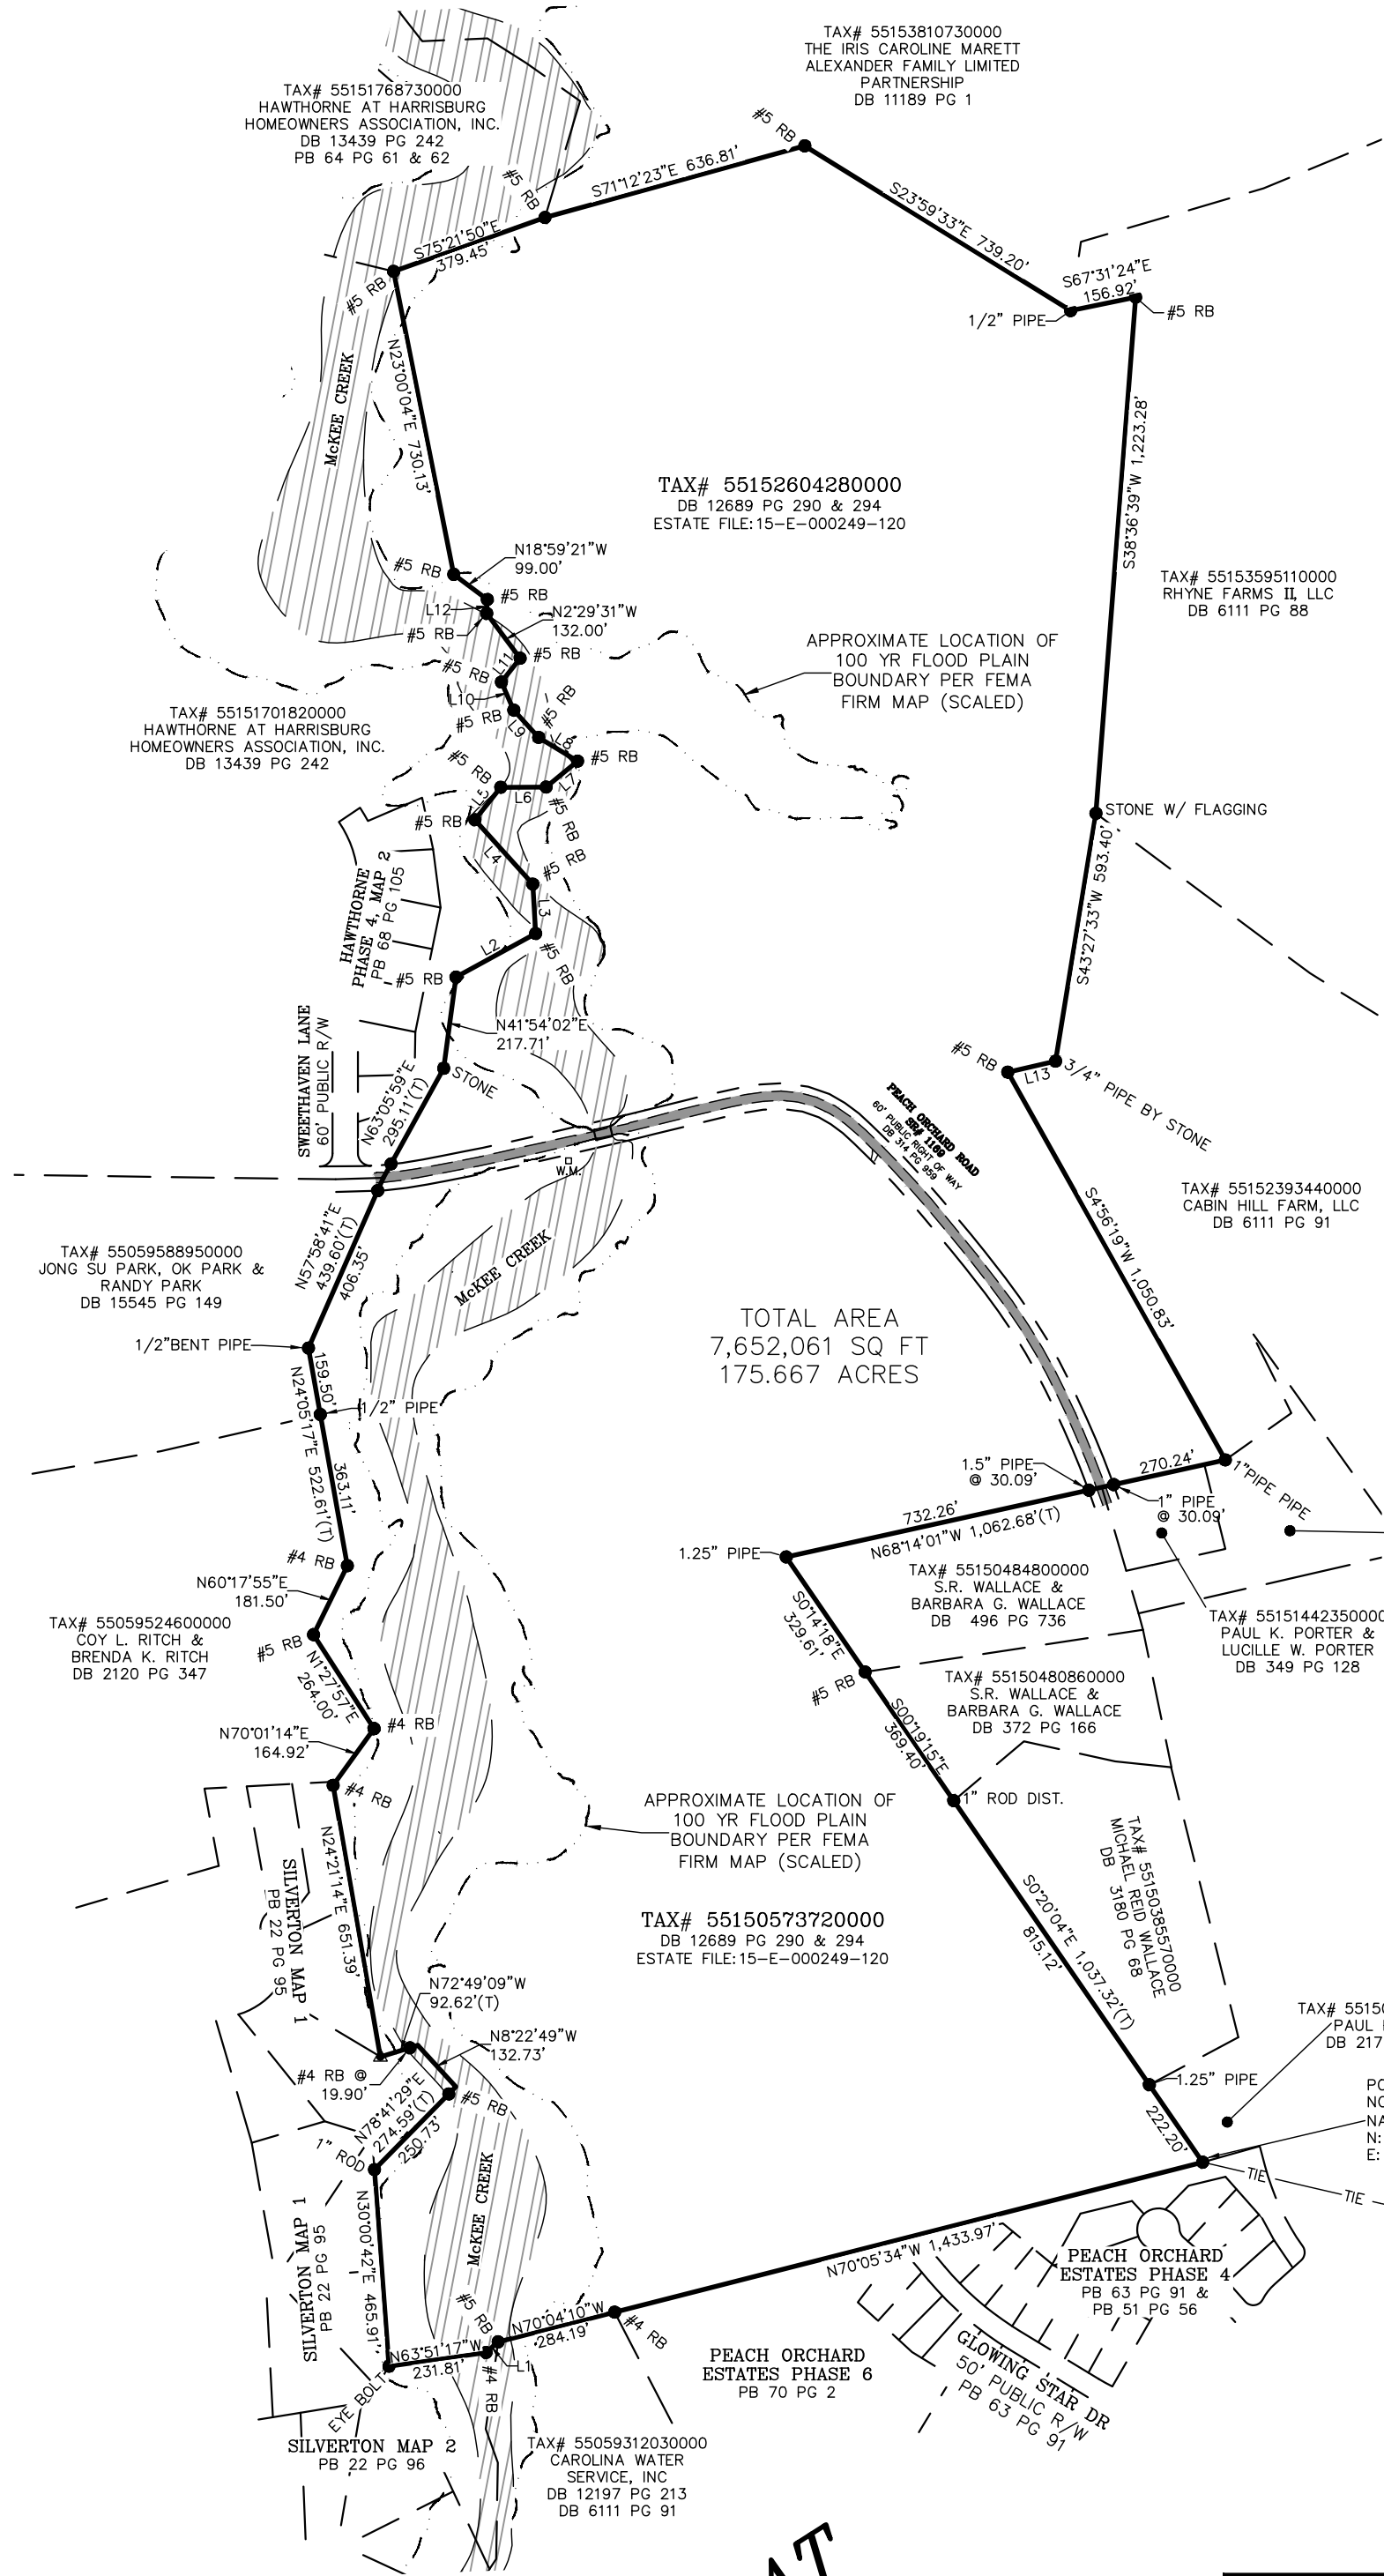 TAX# 55153810730000
THE IRIS CAROLINE MARETT
ALEXANDER FAMILY LIMITED
PARTNERSHIP
DB 11189 PG 1
TAX# 55151768730000
HAWTHORNE AT HARRISBURG
HOMEOWNERS ASSOCIATION, INC.
DB 13439 PG 242
PB 64 PG 61 & 62
#5 RB
#5 RB
S71°12'23"E 636.81'
S75°21'50"E
379.45'
#5 RB
S23°59'33"E 739.20'
S67°31'24"E
156.92'
1/2" PIPE
#5 RB
McKEE CREEK
N23°00'04"E 730.13'
S38°36'39"W 1,223.28'
TAX# 55152604280000
DB 12689 PG 290 & 294
ESTATE FILE:15-E-000249-120
N18°59'21"W
99.00'
#5 RB
#5 RB
L12
#5 RB
N2°29'31"W
132.00'
TAX# 55153595110000
RHYNE FARMS II, LLC
DB 6111 PG 88
APPROXIMATE LOCATION OF
100 YR FLOOD PLAIN
BOUNDARY PER FEMA
FIRM MAP (SCALED)
#5 RB
L11
#5 RB
L10
#5 RB
L9
#5 RB
L8
#5 RB
TAX# 55151701820000
HAWTHORNE AT HARRISBURG
HOMEOWNERS ASSOCIATION, INC.
DB 13439 PG 242
#5 RB
L7
L6
L5
#5 RB
#5 RB
L4
#5 RB
STONE W/ FLAGGING
HAWTHORNE
PHASE 4, MAP 2
PB 68 PG 105
L3
L2
#5 RB
#5 RB
S43°27'33"W 593.40'
N41°54'02"E
217.71'
SWEETHAVEN LANE
60' PUBLIC R/W
N63°05'59"E
295.11'(T)
STONE
#5 RB
L13
3/4" PIPE BY STONE
PEACH ORCHARD ROAD
SR# 1169
60' PUBLIC RIGHT OF WAY
DB 314 PG 959
W.M.
S4°56'19"W 1,050.83'
TAX# 55152393440000
CABIN HILL FARM, LLC
DB 6111 PG 91
TAX# 55059588950000
JONG SU PARK, OK PARK &
RANDY PARK
DB 15545 PG 149
N57°58'41"E
439.60'(T)
406.35'
McKEE CREEK
TOTAL AREA
7,652,061 SQ FT
175.667 ACRES
1/2"BENT PIPE
159.50'
1/2" PIPE
N24°05'17"E 522.61'(T)
363.11'
1.5" PIPE
@ 30.09'
270.24'
1"PIPE PIPE
1" PIPE
@ 30.09'
732.26'
N68°14'01"W 1,062.68'(T)
1.25" PIPE
#4 RB
N60°17'55"E
181.50'
TAX# 55150484800000
S.R. WALLACE &
BARBARA G. WALLACE
DB 496 PG 736
S0°14'18"E
329.61'
TAX# 55059524600000
COY L. RITCH &
BRENDA K. RITCH
DB 2120 PG 347
#5 RB
N1°27'57"E
264.00'
TAX# 55151442350000
PAUL K. PORTER &
LUCILLE W. PORTER
DB 349 PG 128
#5 RB
TAX# 55150480860000
S.R. WALLACE &
BARBARA G. WALLACE
DB 372 PG 166
S00°19'15"E
369.40'
#4 RB
N70°01'14"E
164.92'
#4 RB
1" ROD DIST.
APPROXIMATE LOCATION OF
100 YR FLOOD PLAIN
BOUNDARY PER FEMA
FIRM MAP (SCALED)
TAX# 55150385570000
MICHAEL REID WALLACE
DB 3180 PG 68
SILVERTON MAP 1
PB 22 PG 95
N24°21'14"E 651.39'
TAX# 55150573720000
DB 12689 PG 290 & 294
ESTATE FILE:15-E-000249-120
S0°20'04"E 1,037.32'(T)
815.12'
N72°49'09"W
92.62'(T)
N8°22'49"W
132.73'
#4 RB @
19.90'
#5 RB
N78°41'29"E
274.59'(T)
250.73'
1" ROD
TAX# 5515
PAUL
DB 217
1.25" PIPE
222.20'
PO
NO
NA
N:
E:
TIE
TIE
SILVERTON MAP 1
PB 22 PG 95
N30°00'42"E 465.91'
McKEE CREEK
N70°05'34"W 1,433.97'
PEACH ORCHARD
ESTATES PHASE 4
PB 63 PG 91 &
PB 51 PG 56
#5 RB
N70°04'10"W
284.19'
#4 RB
N63°51'17"W
231.81'
L1
#4 RB
EYE BOLT
PEACH ORCHARD
ESTATES PHASE 6
PB 70 PG 2
GLOWING STAR DR
50' PUBLIC R/W
PB 63 PG 91
SILVERTON MAP 2
PB 22 PG 96
TAX# 55059312030000
CAROLINA WATER
SERVICE, INC
DB 12197 PG 213
DB 6111 PG 91